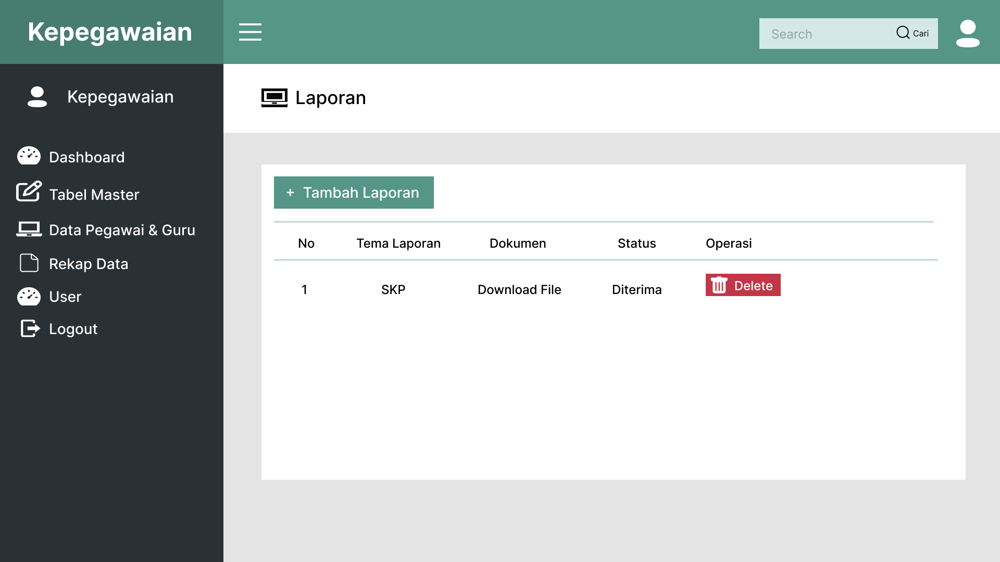 Kepegawaian
Search
Cari
Kepegawaian
Laporan
Dashboard
Tabel Master
Data Pegawai & Guru
Rekap Data
User
Logout
+ Tambah Laporan
No Tema Laporan Dokumen Status Operasi
1 SKP Download File Diterima Delete